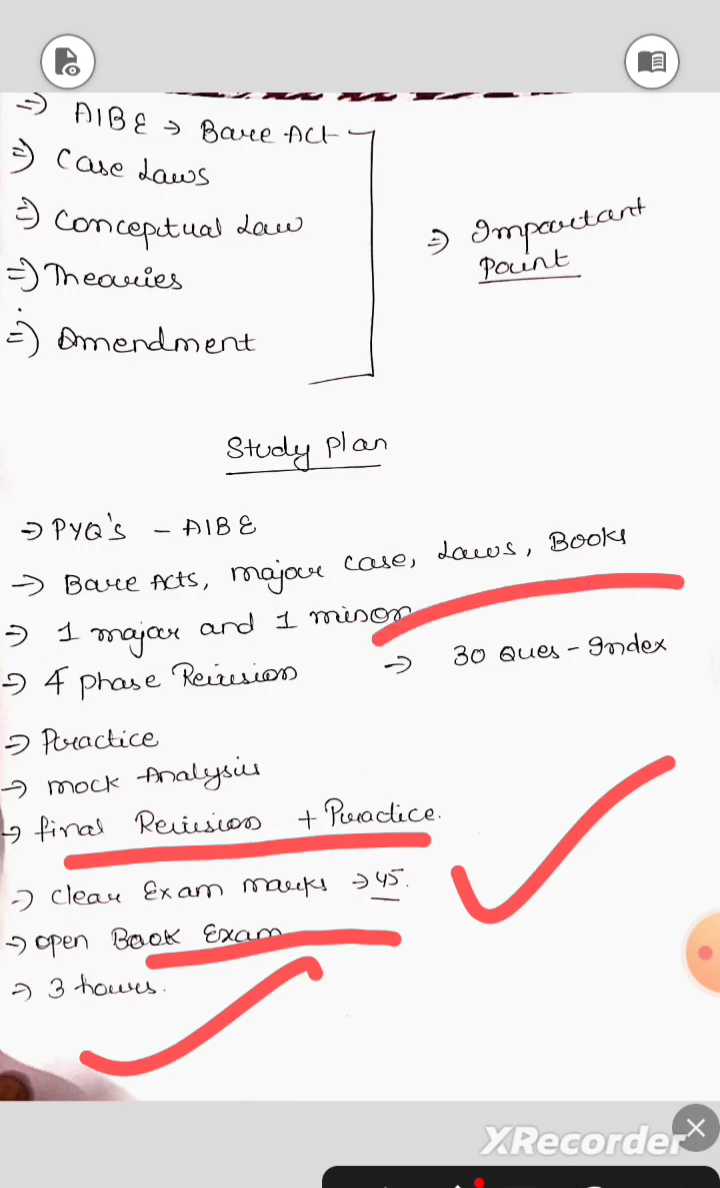 => AIBE → Bare Act
=> Case Laws
=> Conceptual Law
=> Theories
=> Amendment
=> Important Point
Study Plan
→ PYQ's - AIBE
→ Bare Acts, major case, Laws, Books
→ 1 major and 1 minor
→ 4 phase Revision → 30 Ques - Index
→ Practice
→ mock Analysis
→ final Revision + Practice.
→ clear Exam marks → 45.
→ open Book Exam
→ 3 hours.
XRecorder